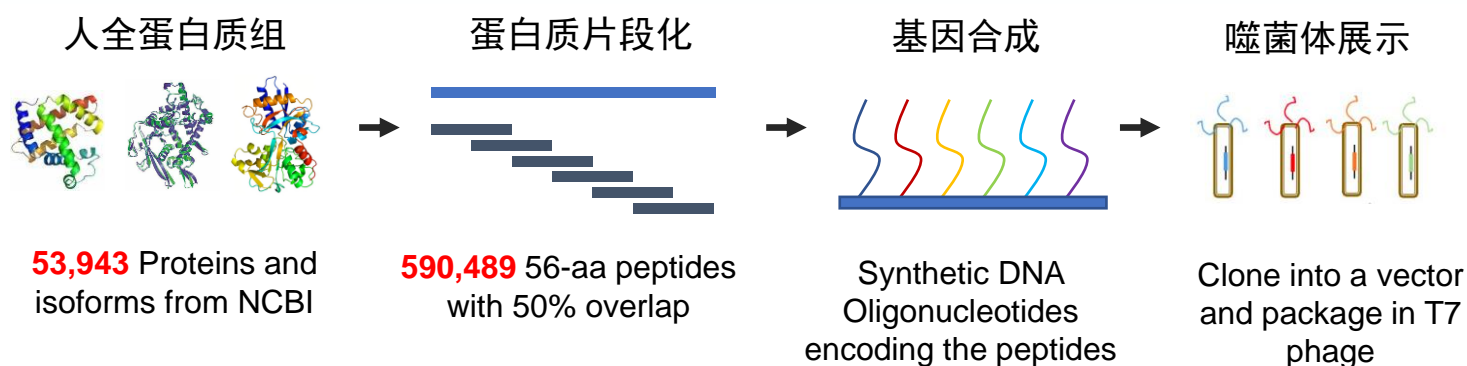 人全蛋白质组
蛋白质片段化
基因合成
噬菌体展示
53,943 Proteins and
isoforms from NCBI
590,489 56-aa peptides
with 50% overlap
Synthetic DNA
Oligonucleotides
encoding the peptides
Clone into a vector
and package in T7
phage